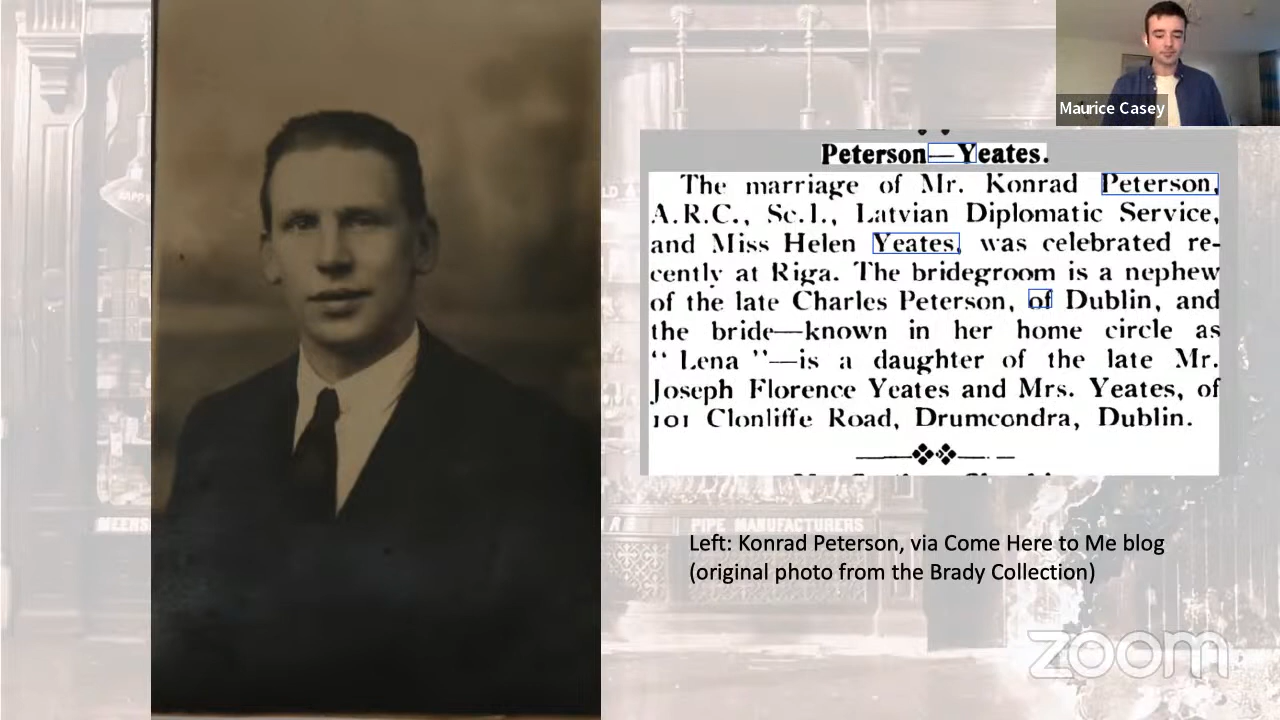 Maurice Casey
Peterson—Yeates.
The marriage of Mr. Konrad Peterson,
A.R.C., Sc.I., Latvian Diplomatic Service,
and Miss Helen Yeates, was celebrated re-
cently at Riga. The bridegroom is a nephew
of the late Charles Peterson, of Dublin, and
the bride—known in her home circle as
“ Lena ”—is a daughter of the late Mr.
Joseph Florence Yeates and Mrs. Yeates, of
101 Clonliffe Road, Drumcondra, Dublin.
PIPE MANUFACTURERS
Left: Konrad Peterson, via Come Here to Me blog
(original photo from the Brady Collection)
zoom